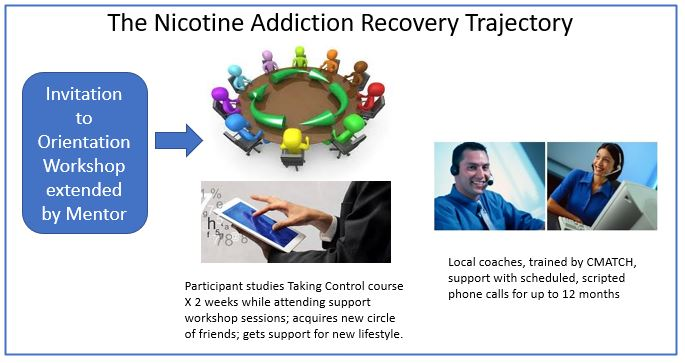 The Nicotine Addiction Recovery Trajectory
Invitation
to
Orientation
Workshop
extended
by Mentor
Participant studies Taking Control course
X 2 weeks while attending support
workshop sessions; acquires new circle
of friends; gets support for new lifestyle.
Local coaches, trained by CMATCH,
support with scheduled, scripted
phone calls for up to 12 months